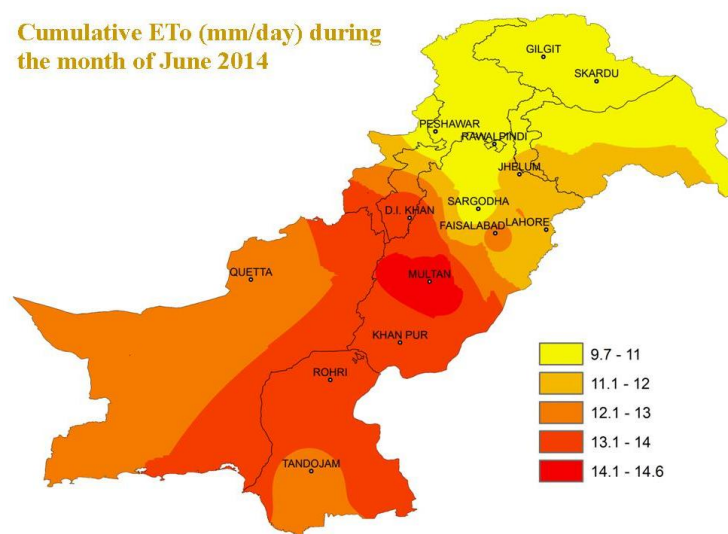 Cumulative ETo (mm/day) during
the month of June 2014
GILGIT
SKARDU
PESHAWAR
RAWALPINDI
JHELUM
SARGODHA
D.I. KHAN
FAISALABAD
LAHORE
QUETTA
MULTAN
KHAN PUR
ROHRI
TANDOJAM
9.7 - 11
11.1 - 12
12.1 - 13
13.1 - 14
14.1 - 14.6